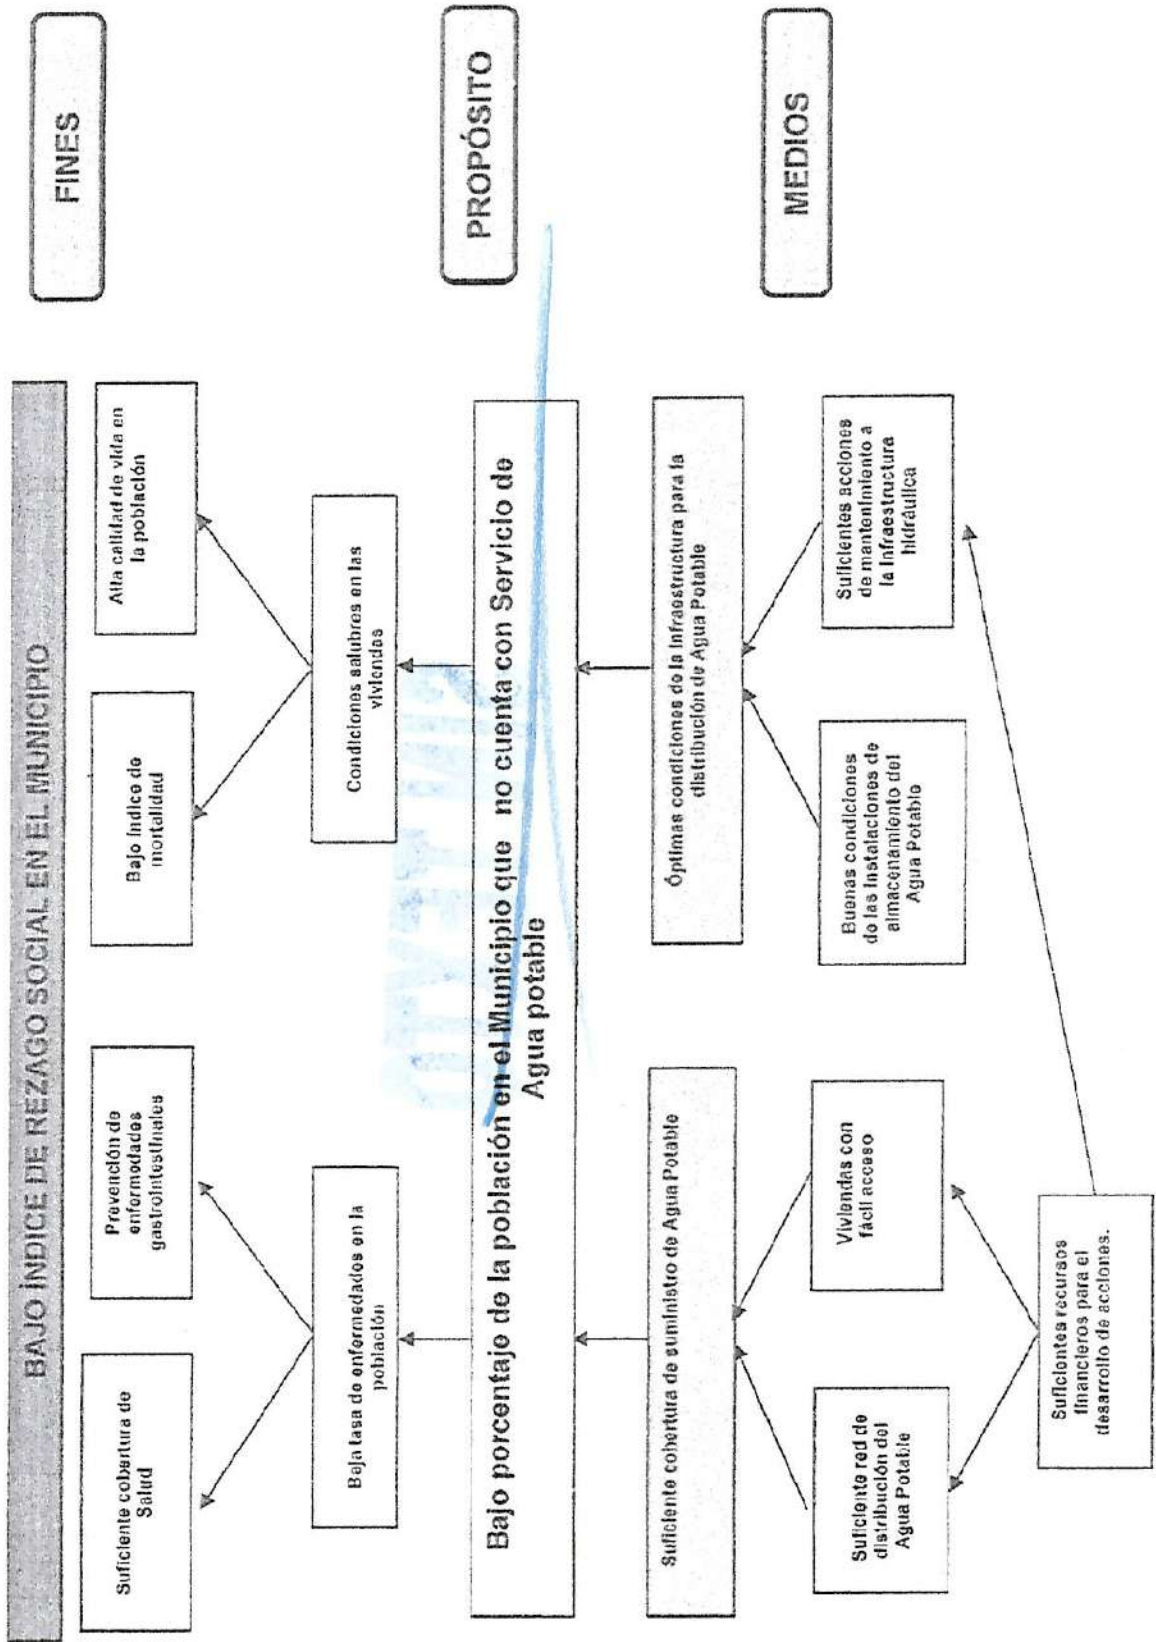 BAJO ÍNDICE DE REZAGO SOCIAL EN EL MUNICIPIO
FINES
Suficiente cobertura de
Salud
Prevención de
enfermedades
gastrointestinales
Bajo índice de
mortalidad
Alta calidad de vida en
la población
Baja tasa de enfermedades en la
población
Condiciones salubres en las
viviendas
PROPÓSITO
Bajo porcentaje de la población en el Municipio que no cuenta con Servicio de
Agua potable
Suficiente cobertura de suministro de Agua Potable
Óptimas condiciones de la Infraestructura para la
distribución de Agua Potable
MEDIOS
Suficiente red de
distribución del
Agua Potable
Viviendas con
fácil acceso
Buenas condiciones
de las Instalaciones de
almacenamiento del
Agua Potable
Suficientes acciones
de mantenimiento a
la Infraestructura
hidráulica
Suficientes recursos
financieros para el
desarrollo de acciones.
SIN TEXTO